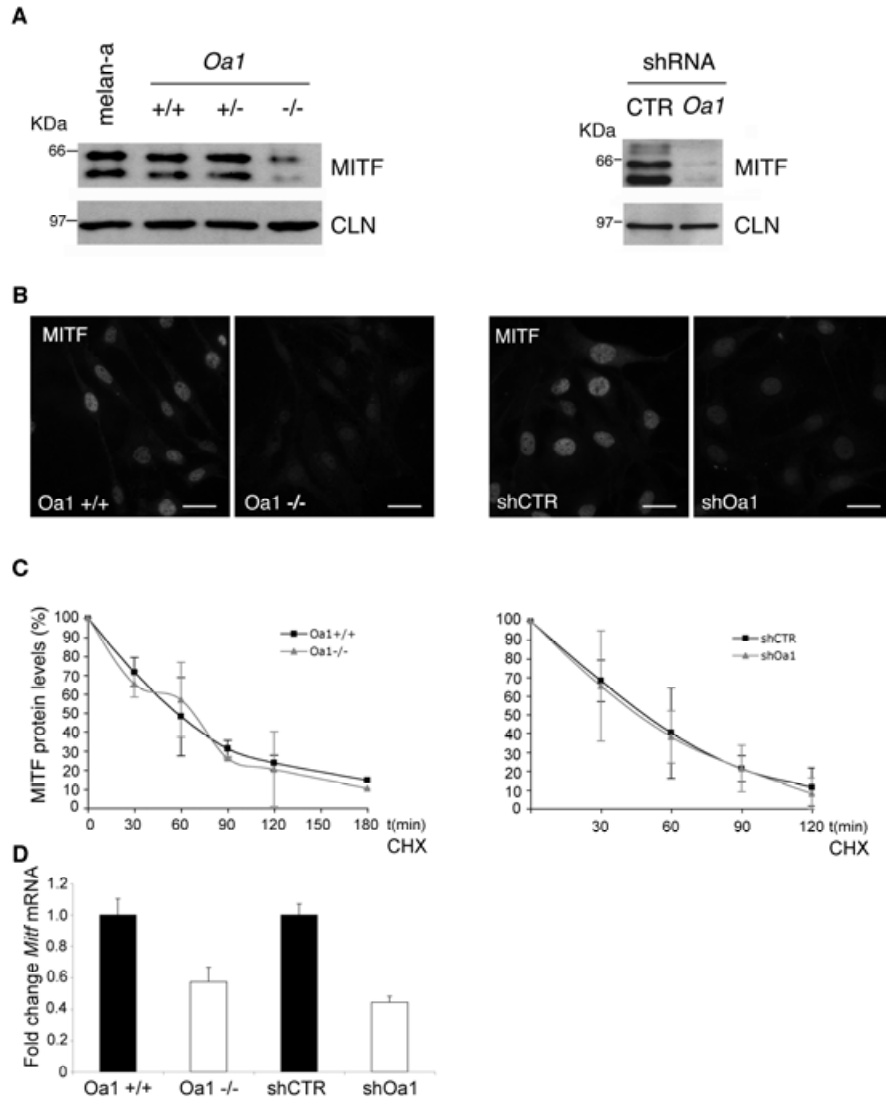 A
melan-a
Oa1
+/+ +/- -/-
KDa
66
MITF
97
CLN
shRNA
CTR Oa1
KDa
66
MITF
97
CLN
B
MITF
Oa1 +/+
Oa1 -/-
MITF
shCTR
shOa1
C
MITF protein levels (%)
100
90
80
70
60
50
40
30
20
10
0
0 30 60 90 120 150 180 t(min)
CHX
Oa1+/+
Oa1-/-
100
90
80
70
60
50
40
30
20
10
0
30 60 90 120 t(min)
CHX
shCTR
shOa1
D
Fold change Mitf mRNA
1.2
1.0
0.8
0.6
0.4
0.2
0
Oa1 +/+ Oa1 -/- shCTR shOa1